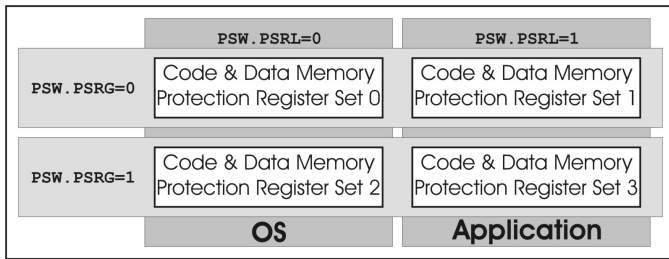 PSW.PSRL=0 PSW.PSRL=1
PSW.PSRG=0
Code & Data Memory
Protection Register Set 0
Code & Data Memory
Protection Register Set 1
PSW.PSRG=1
Code & Data Memory
Protection Register Set 2
Code & Data Memory
Protection Register Set 3
OS Application